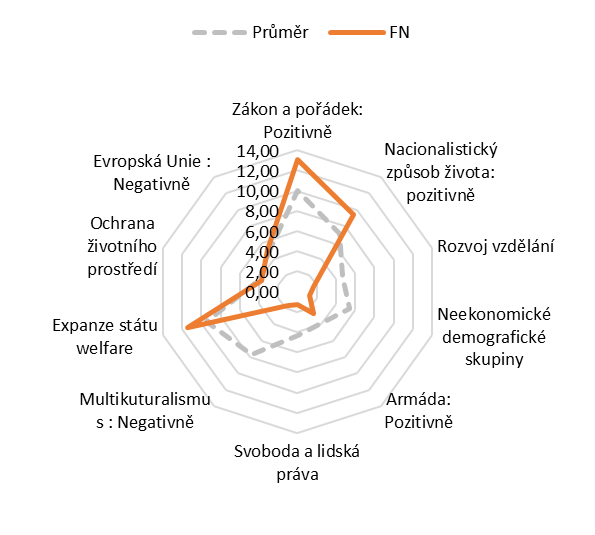 Průměr
FN
Zákon a pořádek:
Pozitivně
Nacionalistický
způsob života:
pozitivně
Rozvoj vzdělání
Neekonomické
demografické
skupiny
Armáda:
Pozitivně
Svoboda a lidská
práva
Multikuturalismu
s : Negativně
Expanze státu
welfare
Ochrana
životního
prostředí
Evropská Unie :
Negativně
14,00
12,00
10,00
8,00
6,00
4,00
2,00
0,00